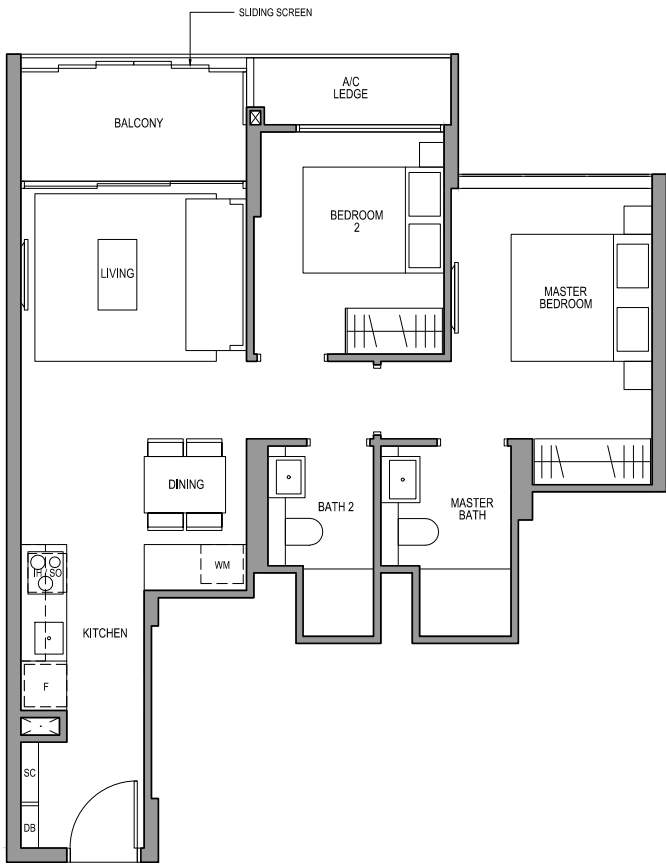 SLIDING SCREEN
A/C
LEDGE
BALCONY
BEDROOM
2
LIVING
MASTER
BEDROOM
DINING
BATH 2
MASTER
BATH
WM
IH / SO
KITCHEN
F
SC
DB